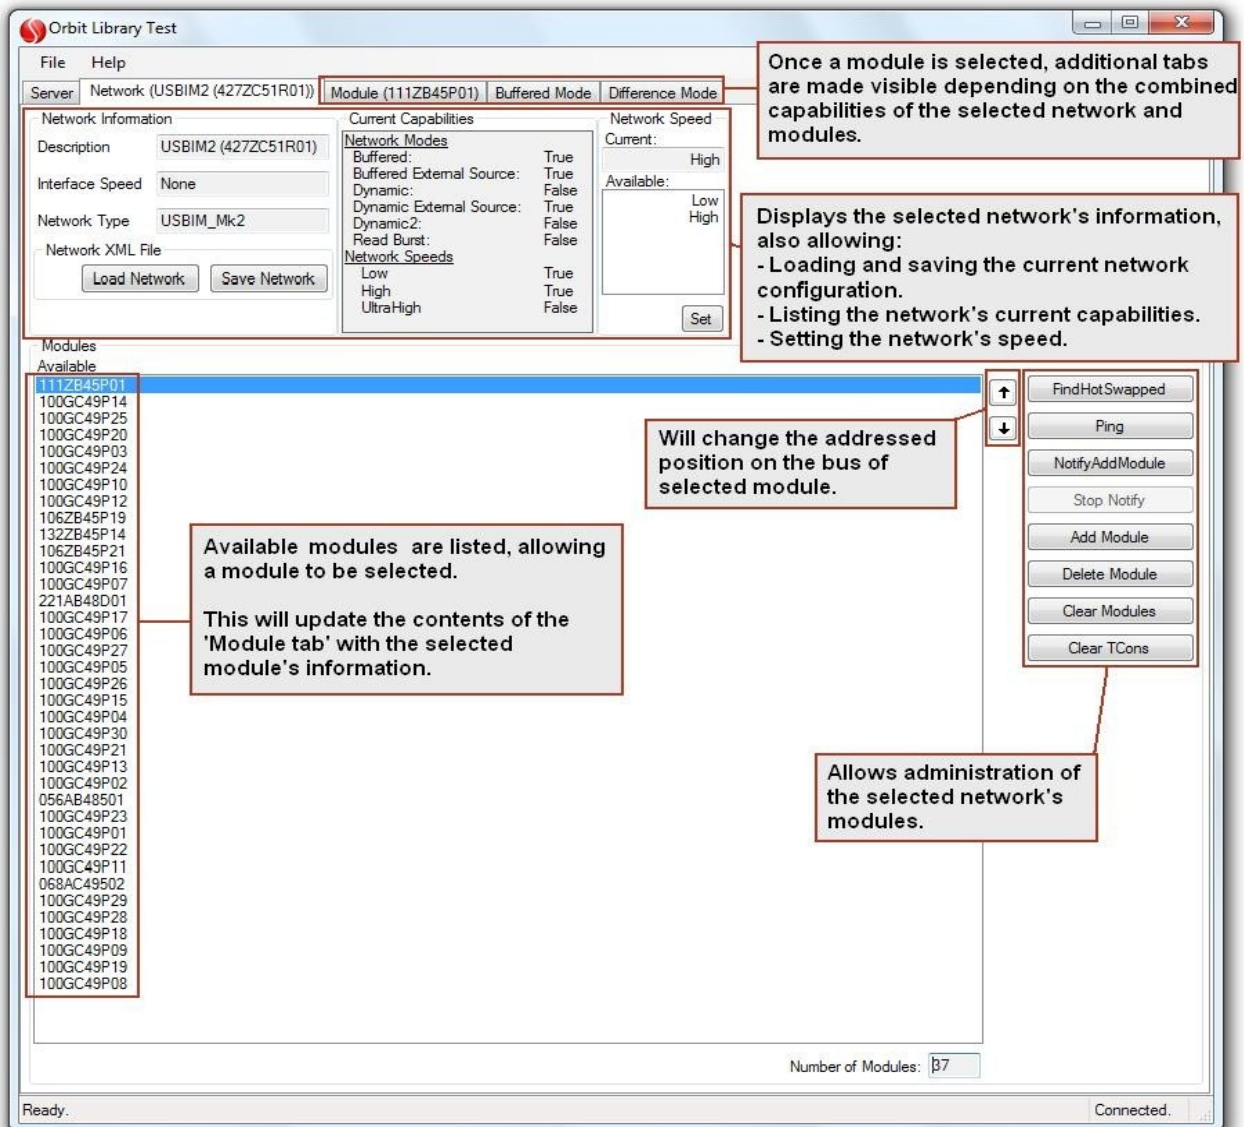 Orbit Library Test
File Help
Server Network (USBIM2 (427ZC51R01)) Module (111ZB45P01) Buffered Mode Difference Mode
Once a module is selected, additional tabs
are made visible depending on the combined
capabilities of the selected network and
modules.
Network Information
Description USBIM2 (427ZC51R01)
Interface Speed None
Network Type USBIM_Mk2
Network XML File
Load Network Save Network
Current Capabilities
Network Modes
Buffered: True
Buffered External Source: True
Dynamic: False
Dynamic External Source: True
Dynamic2: False
Read Burst: False
Network Speeds
Low True
High True
UltraHigh False
Network Speed
Current:
High
Available:
Low
High
Set
Displays the selected network's information,
also allowing:
- Loading and saving the current network
configuration.
- Listing the network's current capabilities.
- Setting the network's speed.
Modules
Available
111ZB45P01
100GC49P14
100GC49P25
100GC49P20
100GC49P03
100GC49P24
100GC49P10
100GC49P12
106ZB45P19
132ZB45P14
106ZB45P21
100GC49P16
100GC49P07
221AB48D01
100GC49P17
100GC49P06
100GC49P27
100GC49P05
100GC49P26
100GC49P15
100GC49P04
100GC49P30
100GC49P21
100GC49P13
100GC49P02
056AB48501
100GC49P23
100GC49P01
100GC49P22
100GC49P11
068AC49502
100GC49P29
100GC49P28
100GC49P18
100GC49P09
100GC49P19
100GC49P08
Available modules are listed, allowing
a module to be selected.
This will update the contents of the
'Module tab' with the selected
module's information.
Will change the addressed
position on the bus of
selected module.
FindHotSwapped
Ping
NotifyAddModule
Stop Notify
Add Module
Delete Module
Clear Modules
Clear TCons
Allows administration of
the selected network's
modules.
Number of Modules: 37
Ready. Connected.